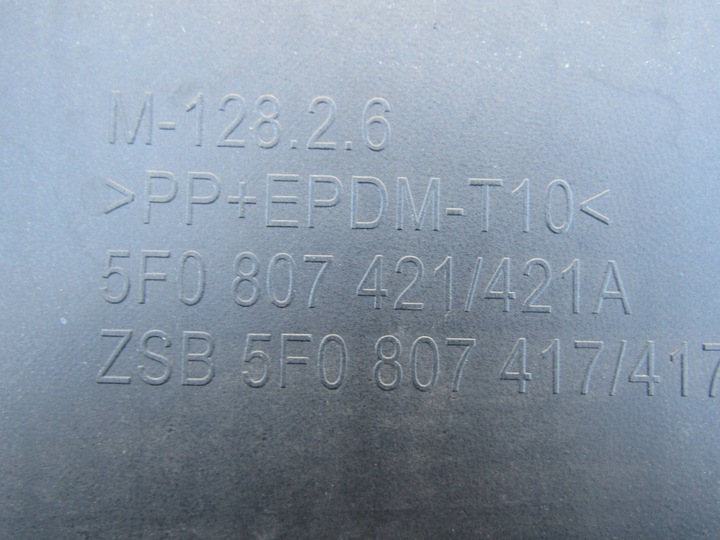 M-128.2.6
>PP+EPDM-T10<
5F0 807 421/421A
ZSB 5F0 807 417/417